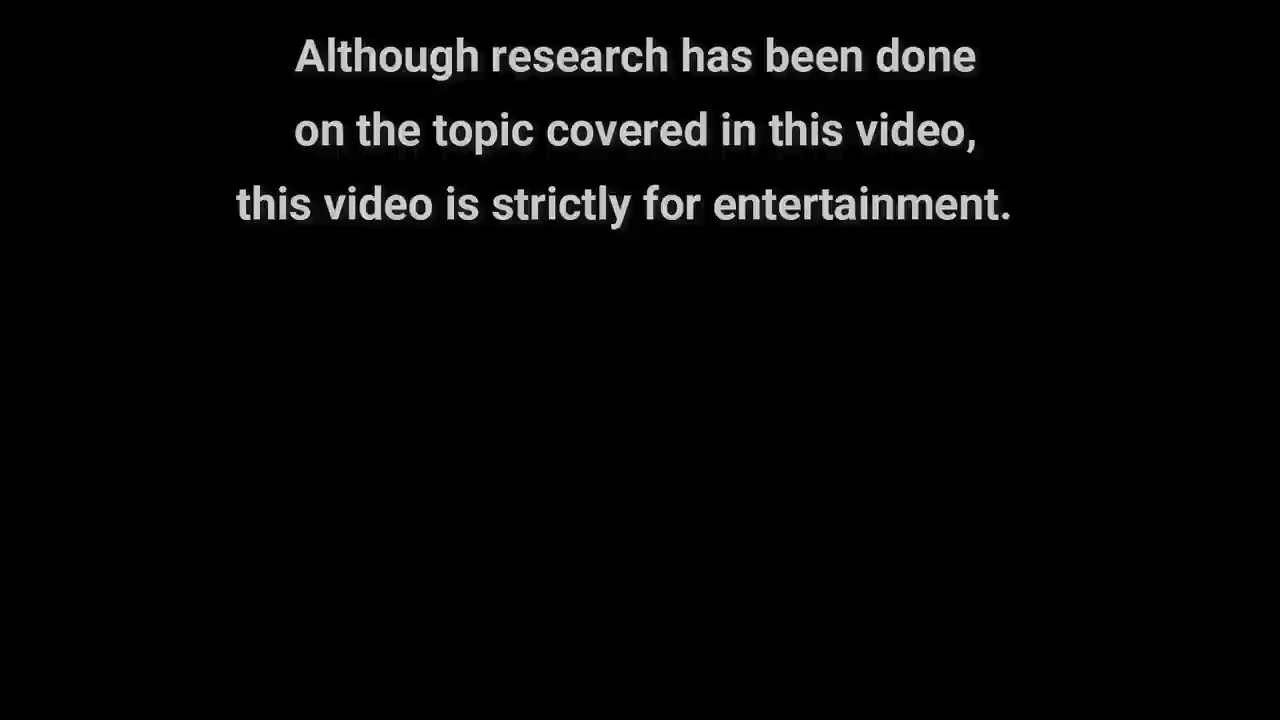 Although research has been done
on the topic covered in this video,
this video is strictly for entertainment.